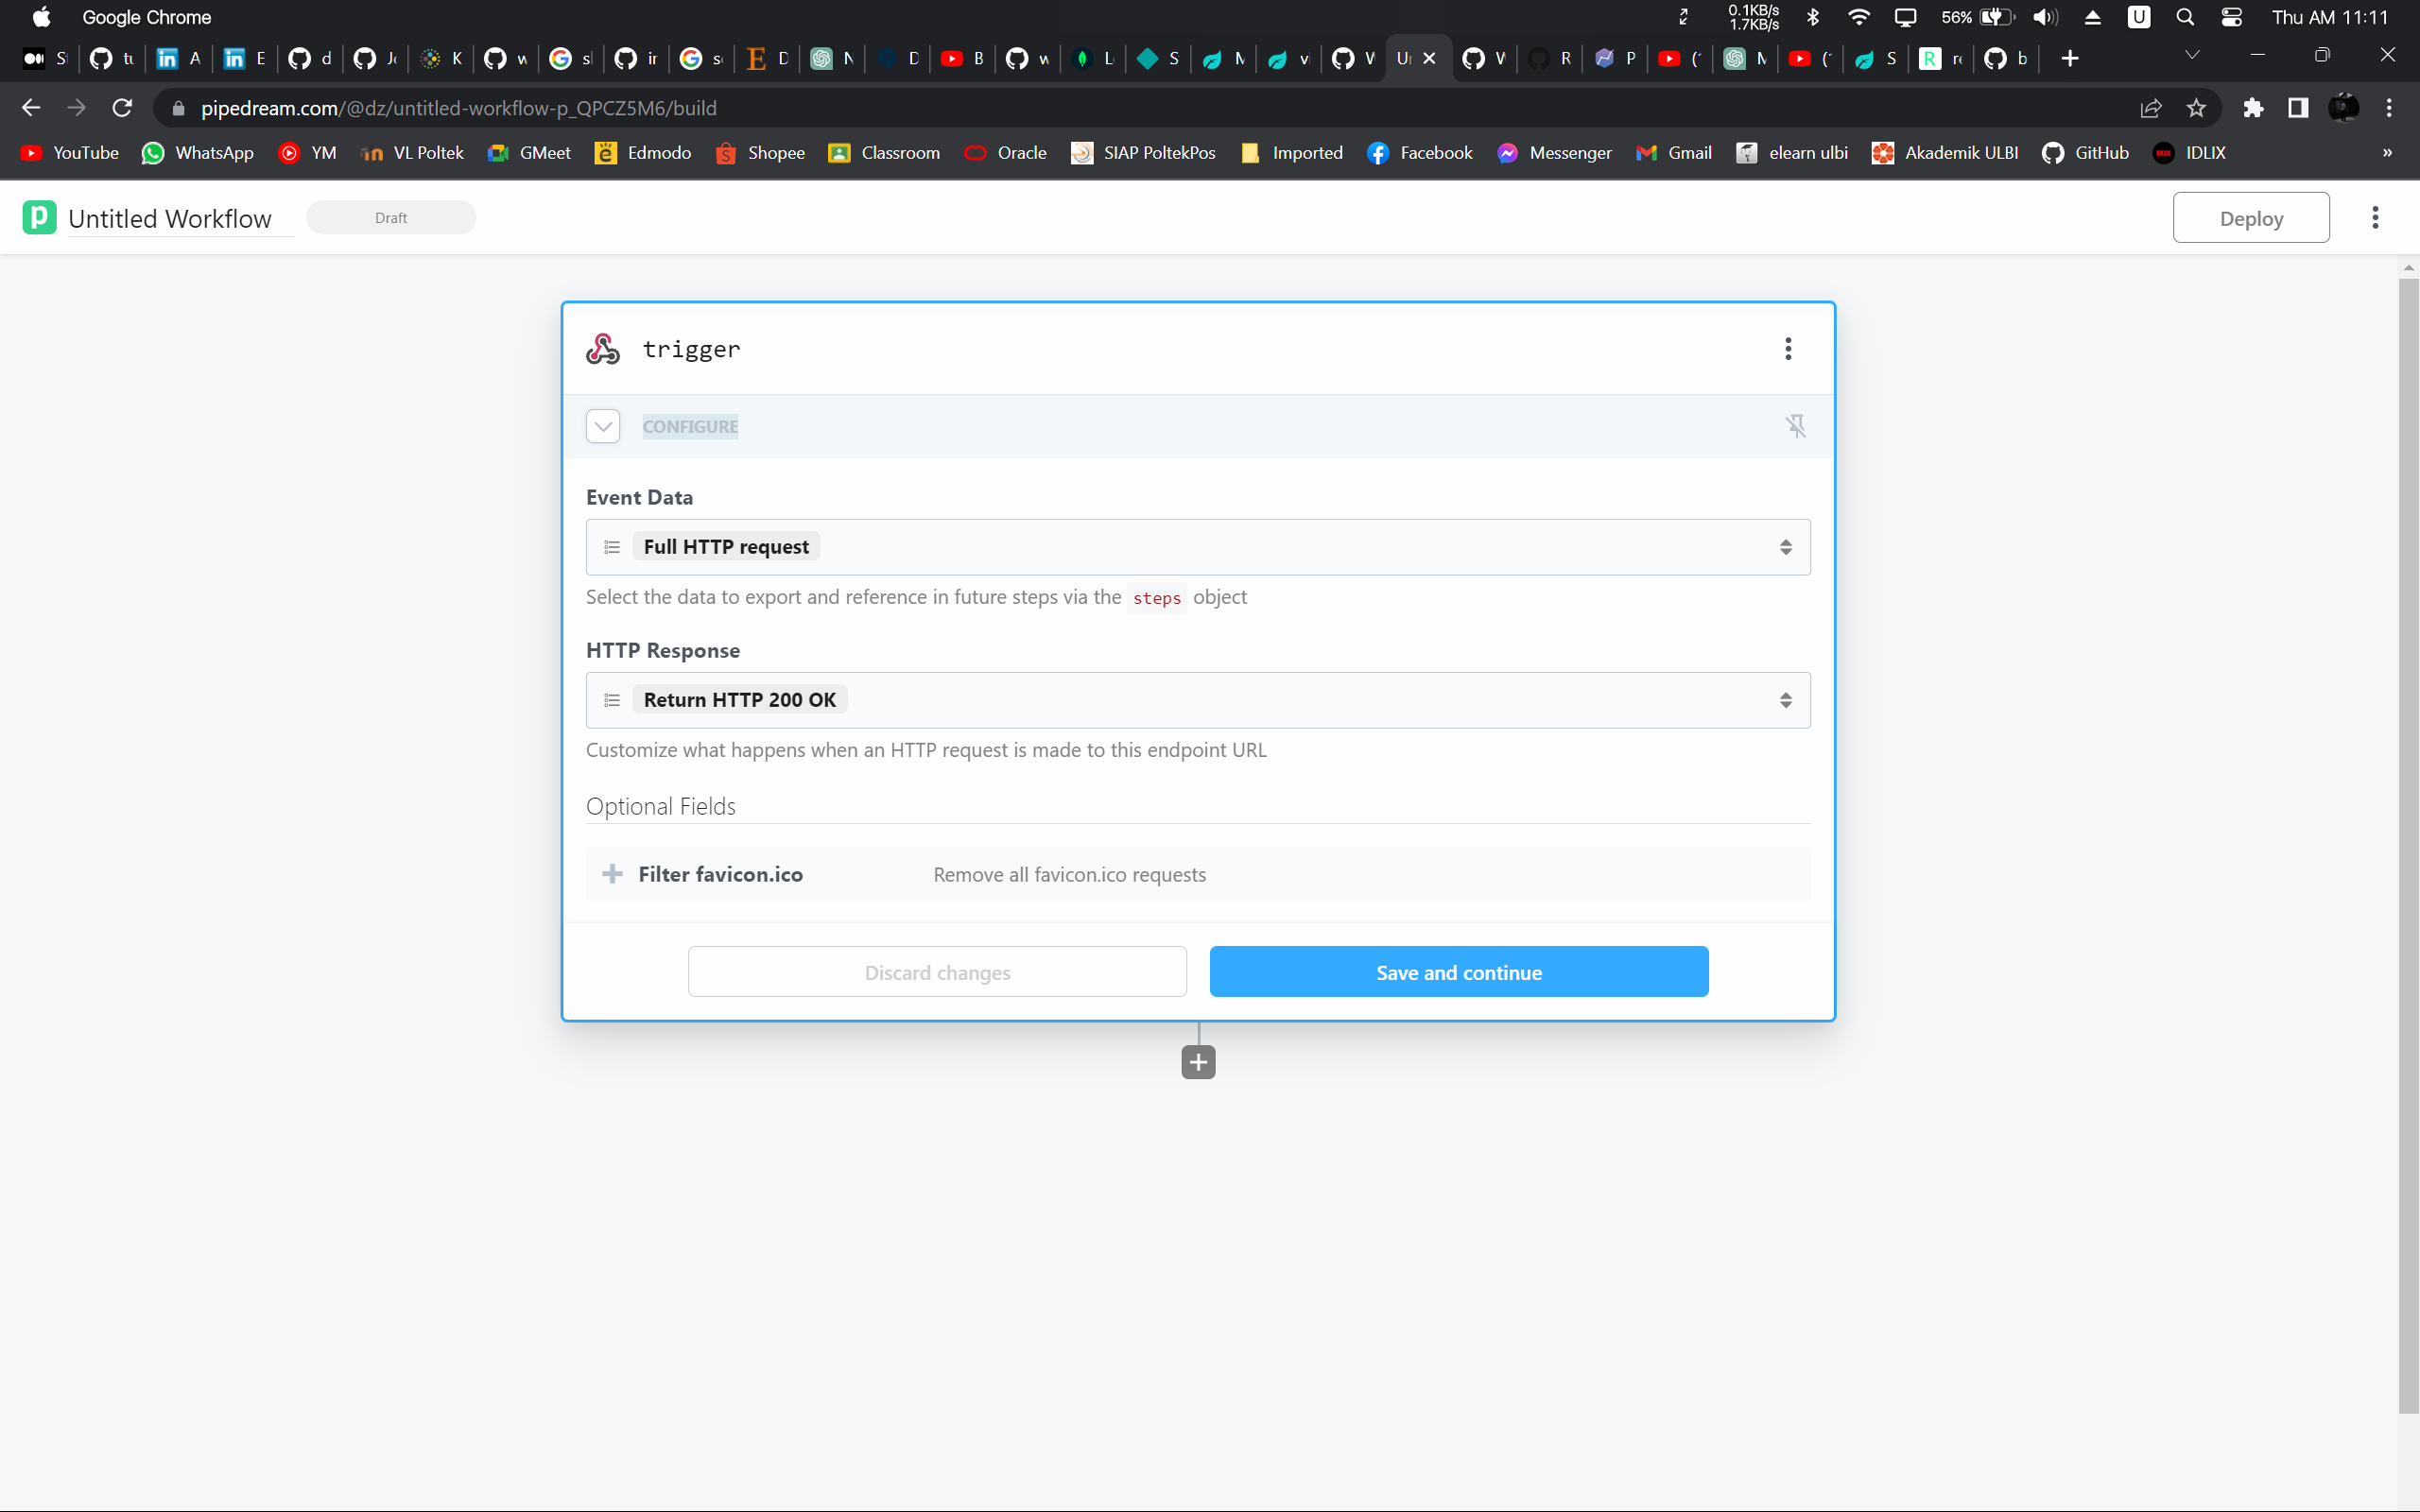 Google Chrome
0.1KB/s
1.7KB/s
56%
U
Thu AM 11:11
pipedream.com/@dz/untitled-workflow-p_QPCZ5M6/build
YouTube WhatsApp YM VL Poltek GMeet Edmodo Shopee Classroom Oracle SIAP PoltekPos Imported Facebook Messenger Gmail elearn ulbi Akademik ULBI GitHub IDLIX »
Untitled Workflow Draft Deploy
trigger
CONFIGURE
Event Data
Full HTTP request
Select the data to export and reference in future steps via the steps object
HTTP Response
Return HTTP 200 OK
Customize what happens when an HTTP request is made to this endpoint URL
Optional Fields
Filter favicon.ico Remove all favicon.ico requests
Discard changes Save and continue